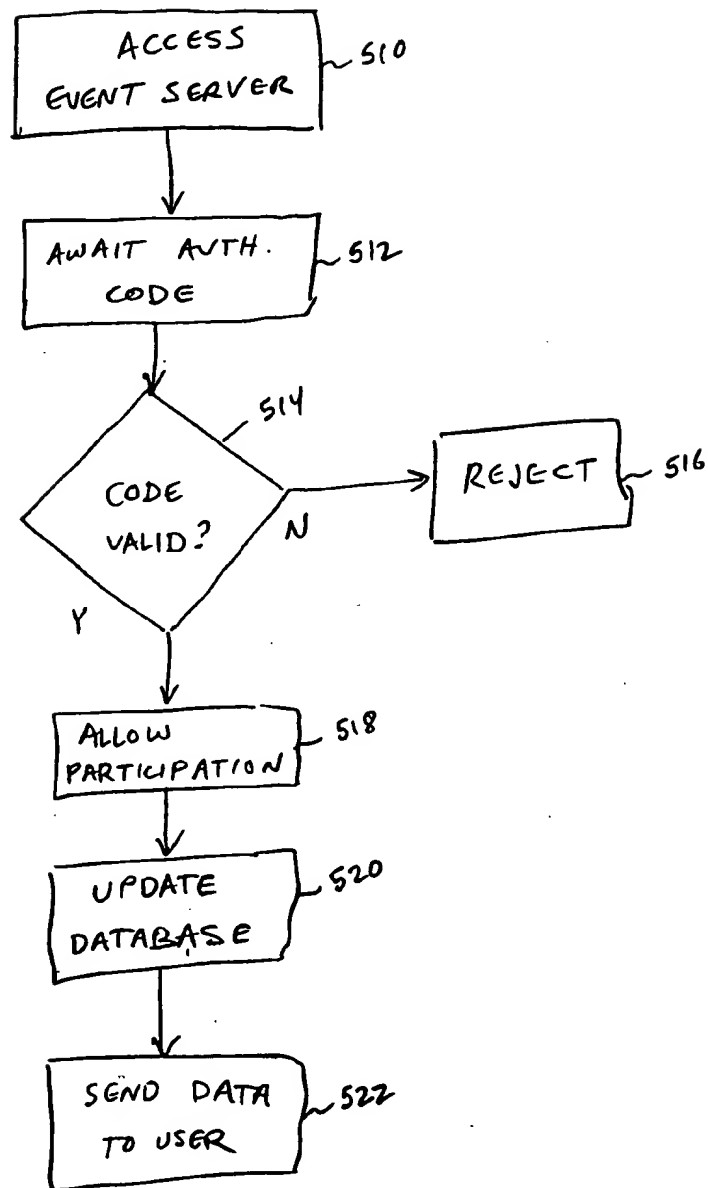 ACCESS
EVENT SERVER
510
AWAIT AUTH.
CODE
512
514
CODE
VALID?
N
Y
REJECT
516
ALLOW
PARTICIPATION
518
UPDATE
DATABASE
520
SEND DATA
TO USER
522